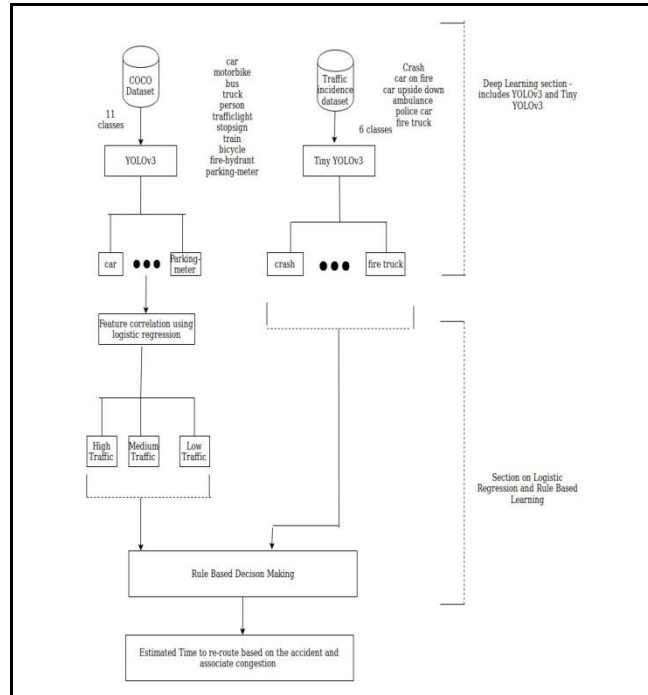 COCO
Dataset
11
classes
car
motorbike
bus
truck
person
trafficlight
stopsign
train
bicycle
fire-hydrant
parking-meter
YOLOv3
Traffic
incidence
dataset
6 classes
Crash
car on fire
car upside down
ambulance
police car
fire truck
Tiny YOLOv3
Deep Learning section -
includes YOLOv3 and Tiny
YOLOv3
car
Parking-
meter
crash
fire truck
Feature correlation using
logistic regression
High
Traffic
Medium
Traffic
Low
Traffic
Section on Logistic
Regression and Rule Based
Learning
Rule Based Decison Making
Estimated Time to re-route based on the accident and
associate congestion